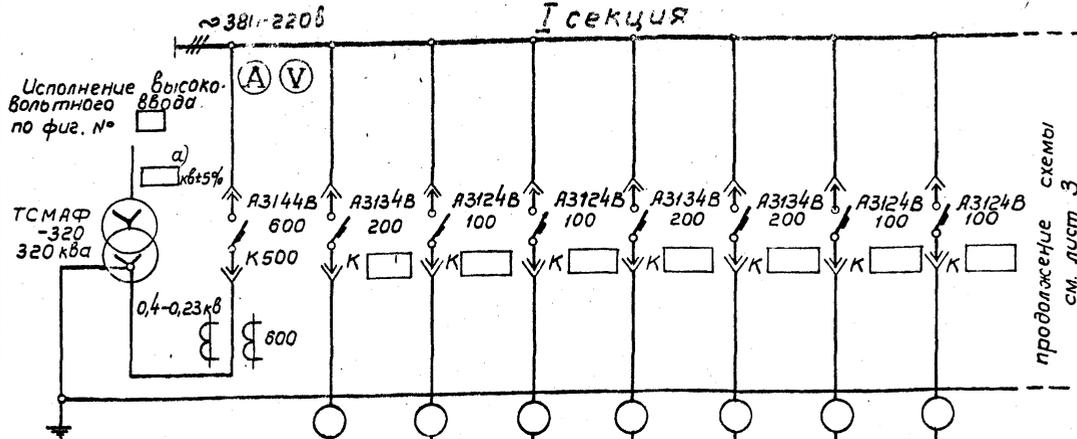 ~380-220в
I секция
A V
Исполнение высоко-
вольтного ввода
по фиг. №
а)
кв±5%
ТСМАФ
-320
320 ква
0,4-0,23кв
600
А3144В
600
К500
А3134В
200
К
А3124В
100
К
А3124В
100
К
А3134В
200
К
А3134В
200
К
А3124В
100
К
А3124В
100
К
продолжение схемы
см. лист 3